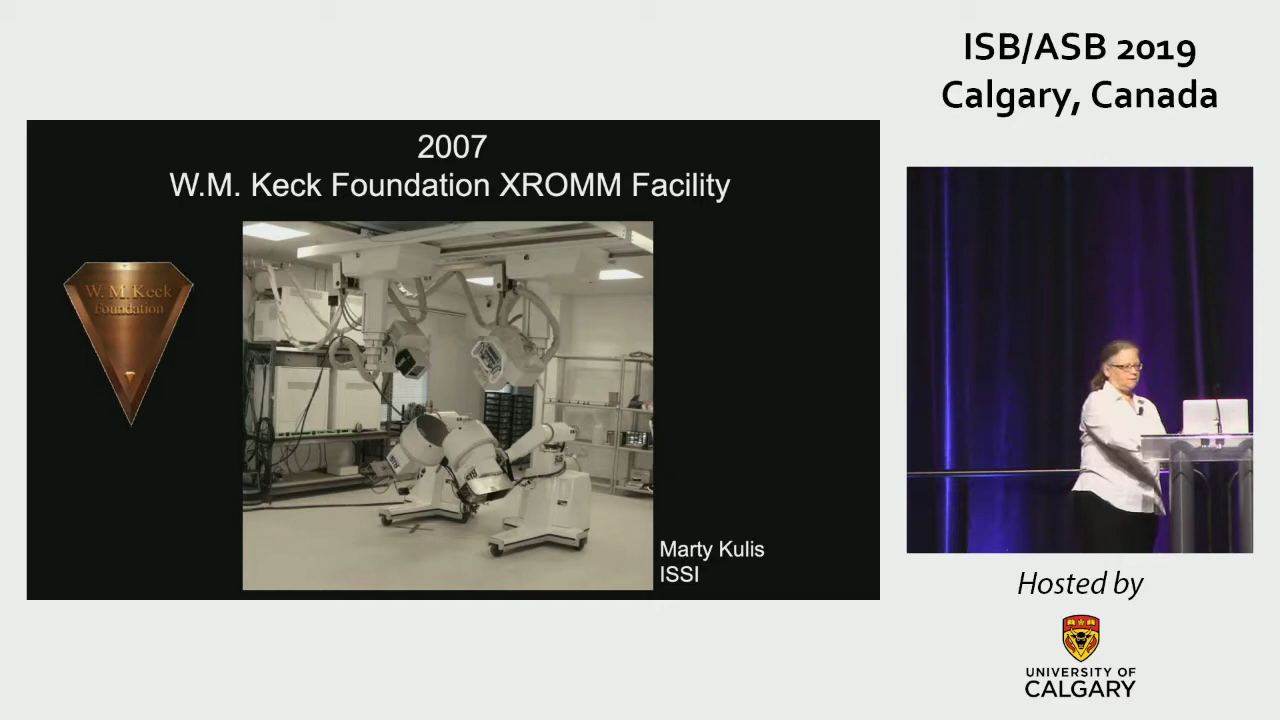 ISB/ASB 2019
Calgary, Canada
2007
W.M. Keck Foundation XROMM Facility
W. M. Keck
Foundation
Marty Kulis
ISSI
Hosted by
UNIVERSITY OF
CALGARY